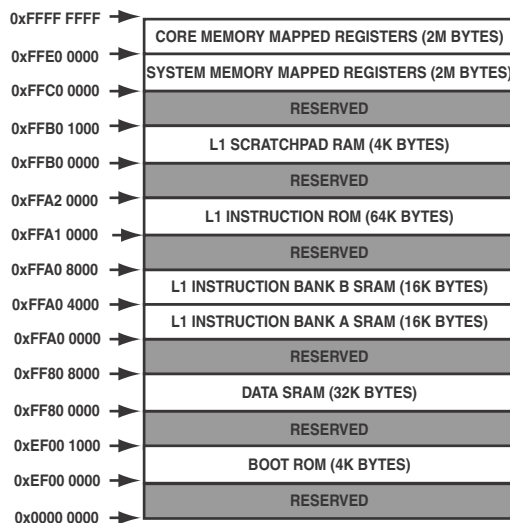 0xFFFF FFFF
CORE MEMORY MAPPED REGISTERS (2M BYTES)
0xFFE0 0000
SYSTEM MEMORY MAPPED REGISTERS (2M BYTES)
0xFFC0 0000
RESERVED
0xFFB0 1000
L1 SCRATCHPAD RAM (4K BYTES)
0xFFB0 0000
RESERVED
0xFFA2 0000
L1 INSTRUCTION ROM (64K BYTES)
0xFFA1 0000
RESERVED
0xFFA0 8000
L1 INSTRUCTION BANK B SRAM (16K BYTES)
0xFFA0 4000
L1 INSTRUCTION BANK A SRAM (16K BYTES)
0xFFA0 0000
RESERVED
0xFF80 8000
DATA SRAM (32K BYTES)
0xFF80 0000
RESERVED
0xEF00 1000
BOOT ROM (4K BYTES)
0xEF00 0000
RESERVED
0x0000 0000